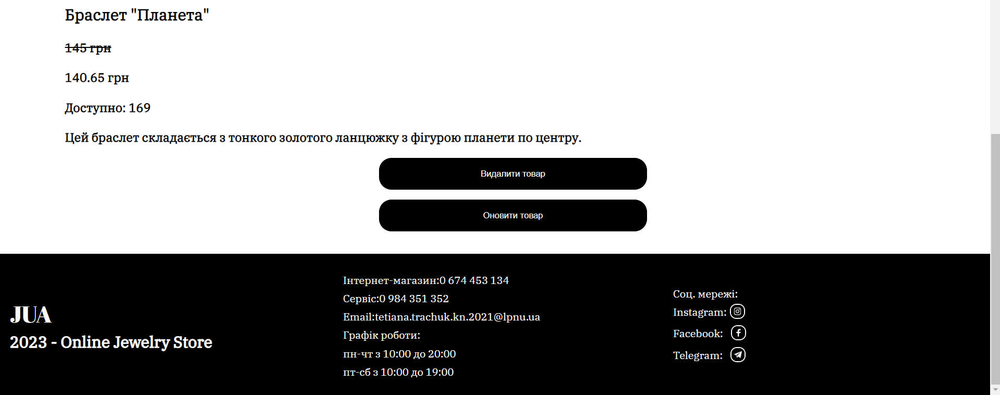 Браслет "Планета"
145 грн
140.65 грн
Доступно: 169
Цей браслет складається з тонкого золотого ланцюжку з фігурою планети по центру.
Видалити товар
Оновити товар
JUA
2023 - Online Jewelry Store
Інтернет-магазин:0 674 453 134
Сервіс:0 984 351 352
Email:tetiana.trachuk.kn.2021@lpnu.ua
Графік роботи:
пн-чт з 10:00 до 20:00
пт-сб з 10:00 до 19:00
Соц. мережі:
Instagram:
Facebook:
Telegram: